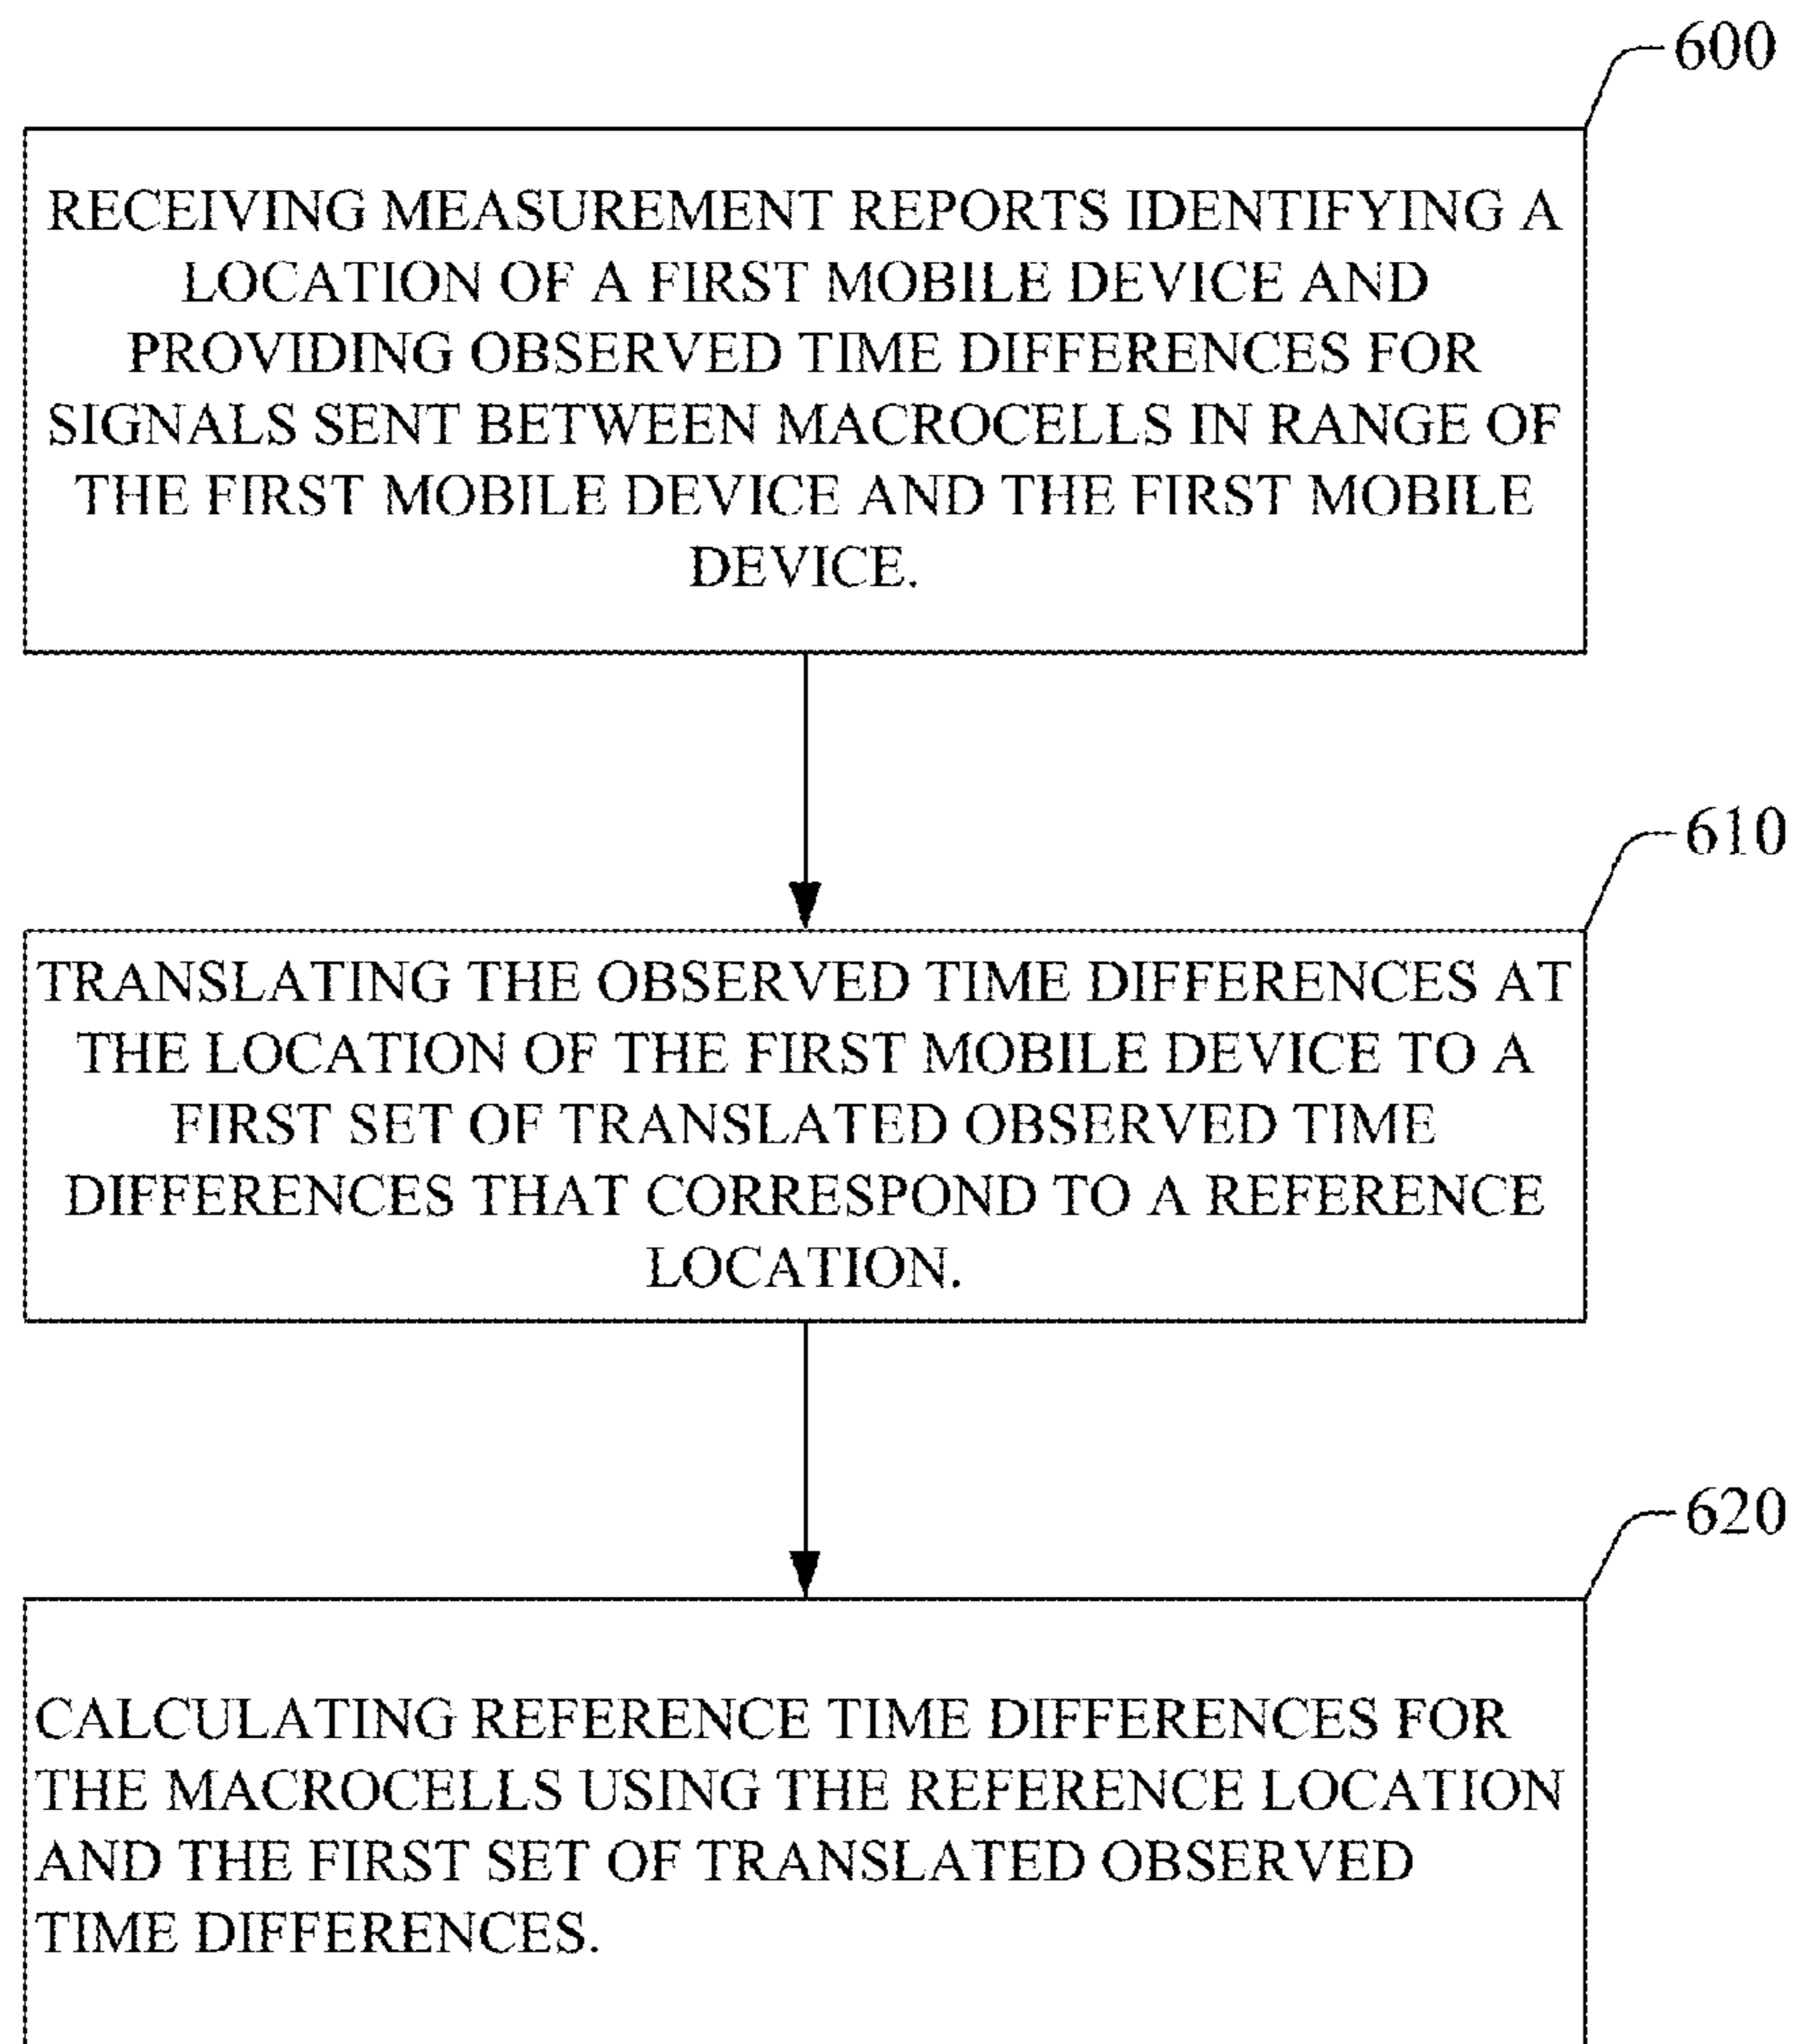 600
RECEIVING MEASUREMENT REPORTS IDENTIFYING A
LOCATION OF A FIRST MOBILE DEVICE AND
PROVIDING OBSERVED TIME DIFFERENCES FOR
SIGNALS SENT BETWEEN MACROCELLS IN RANGE OF
THE FIRST MOBILE DEVICE AND THE FIRST MOBILE
DEVICE.
610
TRANSLATING THE OBSERVED TIME DIFFERENCES AT
THE LOCATION OF THE FIRST MOBILE DEVICE TO A
FIRST SET OF TRANSLATED OBSERVED TIME
DIFFERENCES THAT CORRESPOND TO A REFERENCE
LOCATION.
620
CALCULATING REFERENCE TIME DIFFERENCES FOR
THE MACROCELLS USING THE REFERENCE LOCATION
AND THE FIRST SET OF TRANSLATED OBSERVED
TIME DIFFERENCES.